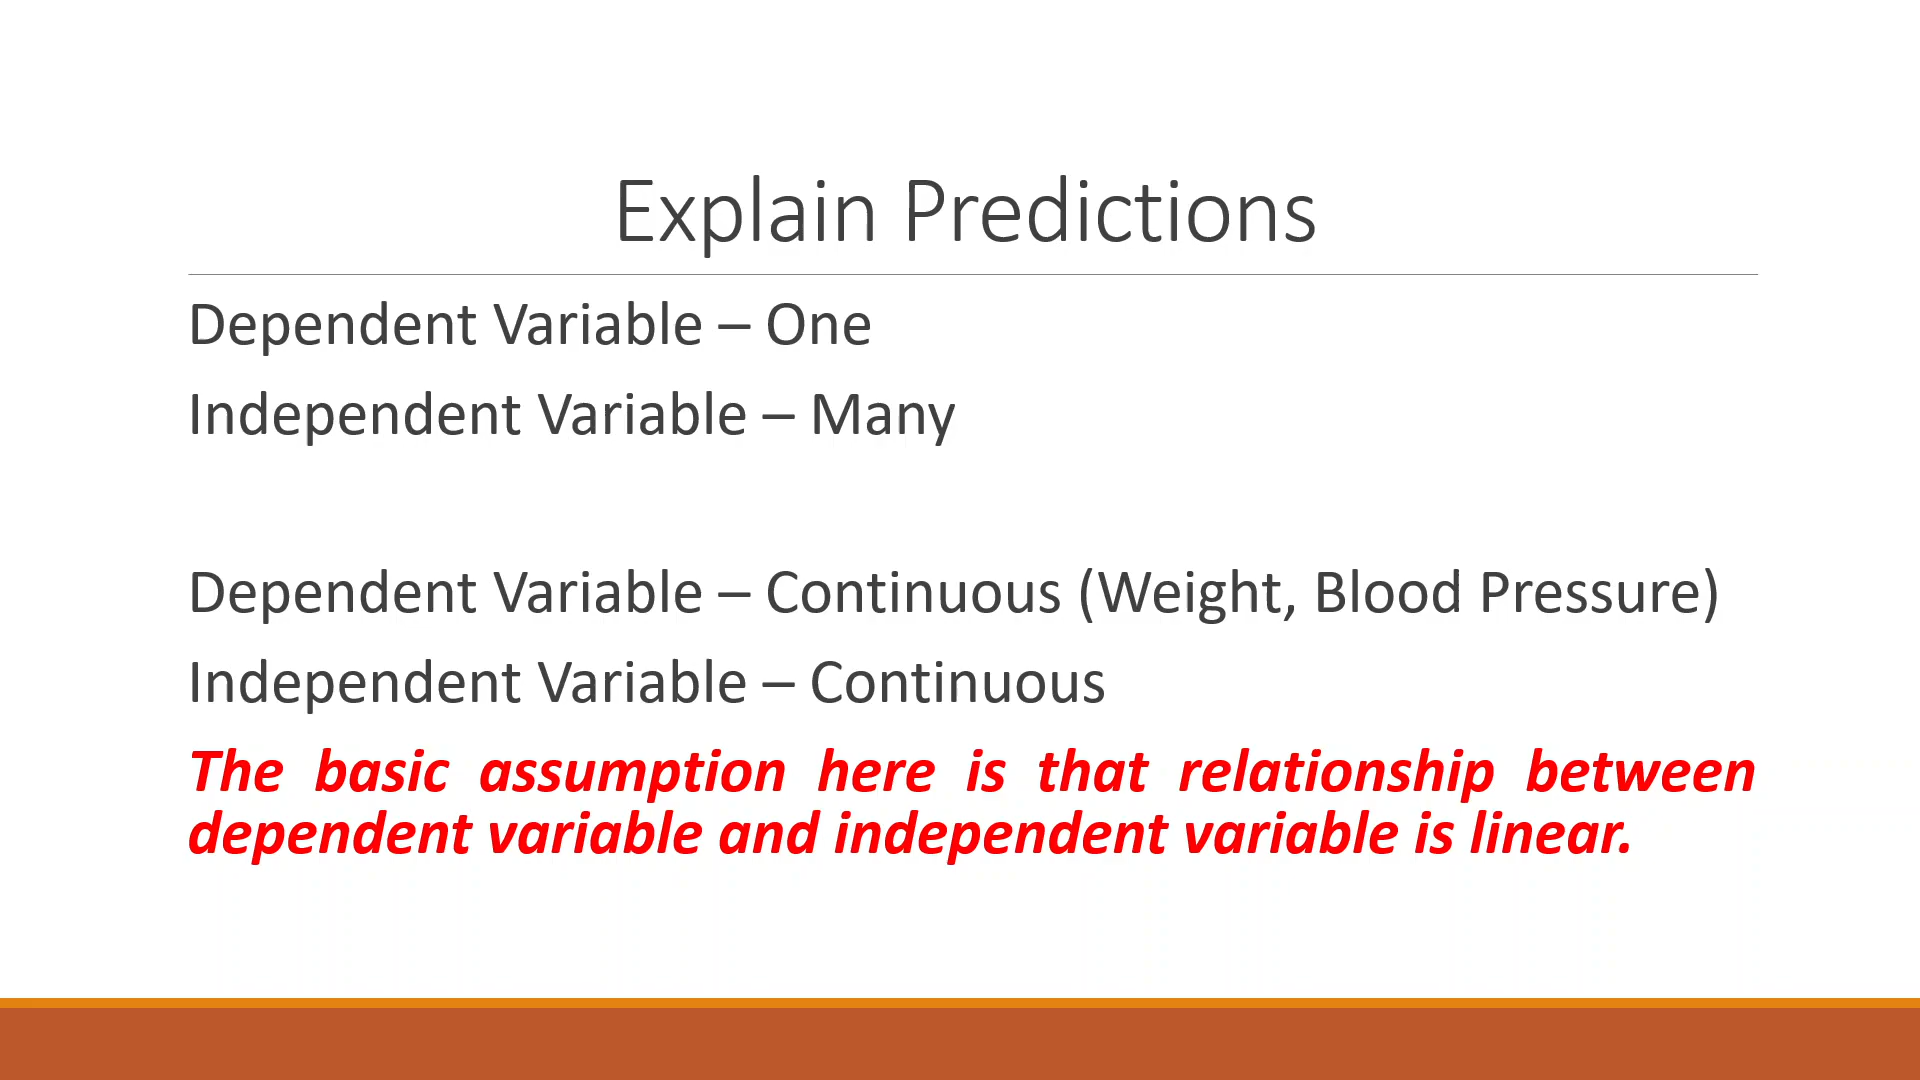 Explain Predictions
Dependent Variable – One
Independent Variable – Many
Dependent Variable – Continuous (Weight, Blood Pressure)
Independent Variable – Continuous
The basic assumption here is that relationship between
dependent variable and independent variable is linear.